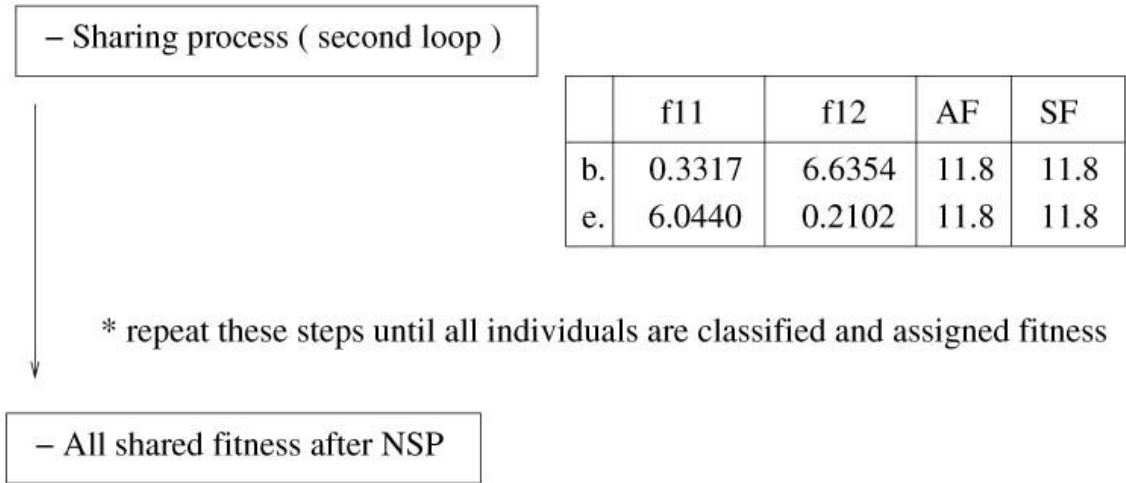 – Sharing process ( second loop )
f11 f12 AF SF
b. 0.3317 6.6354 11.8 11.8
e. 6.0440 0.2102 11.8 11.8
* repeat these steps until all individuals are classified and assigned fitness
– All shared fitness after NSP